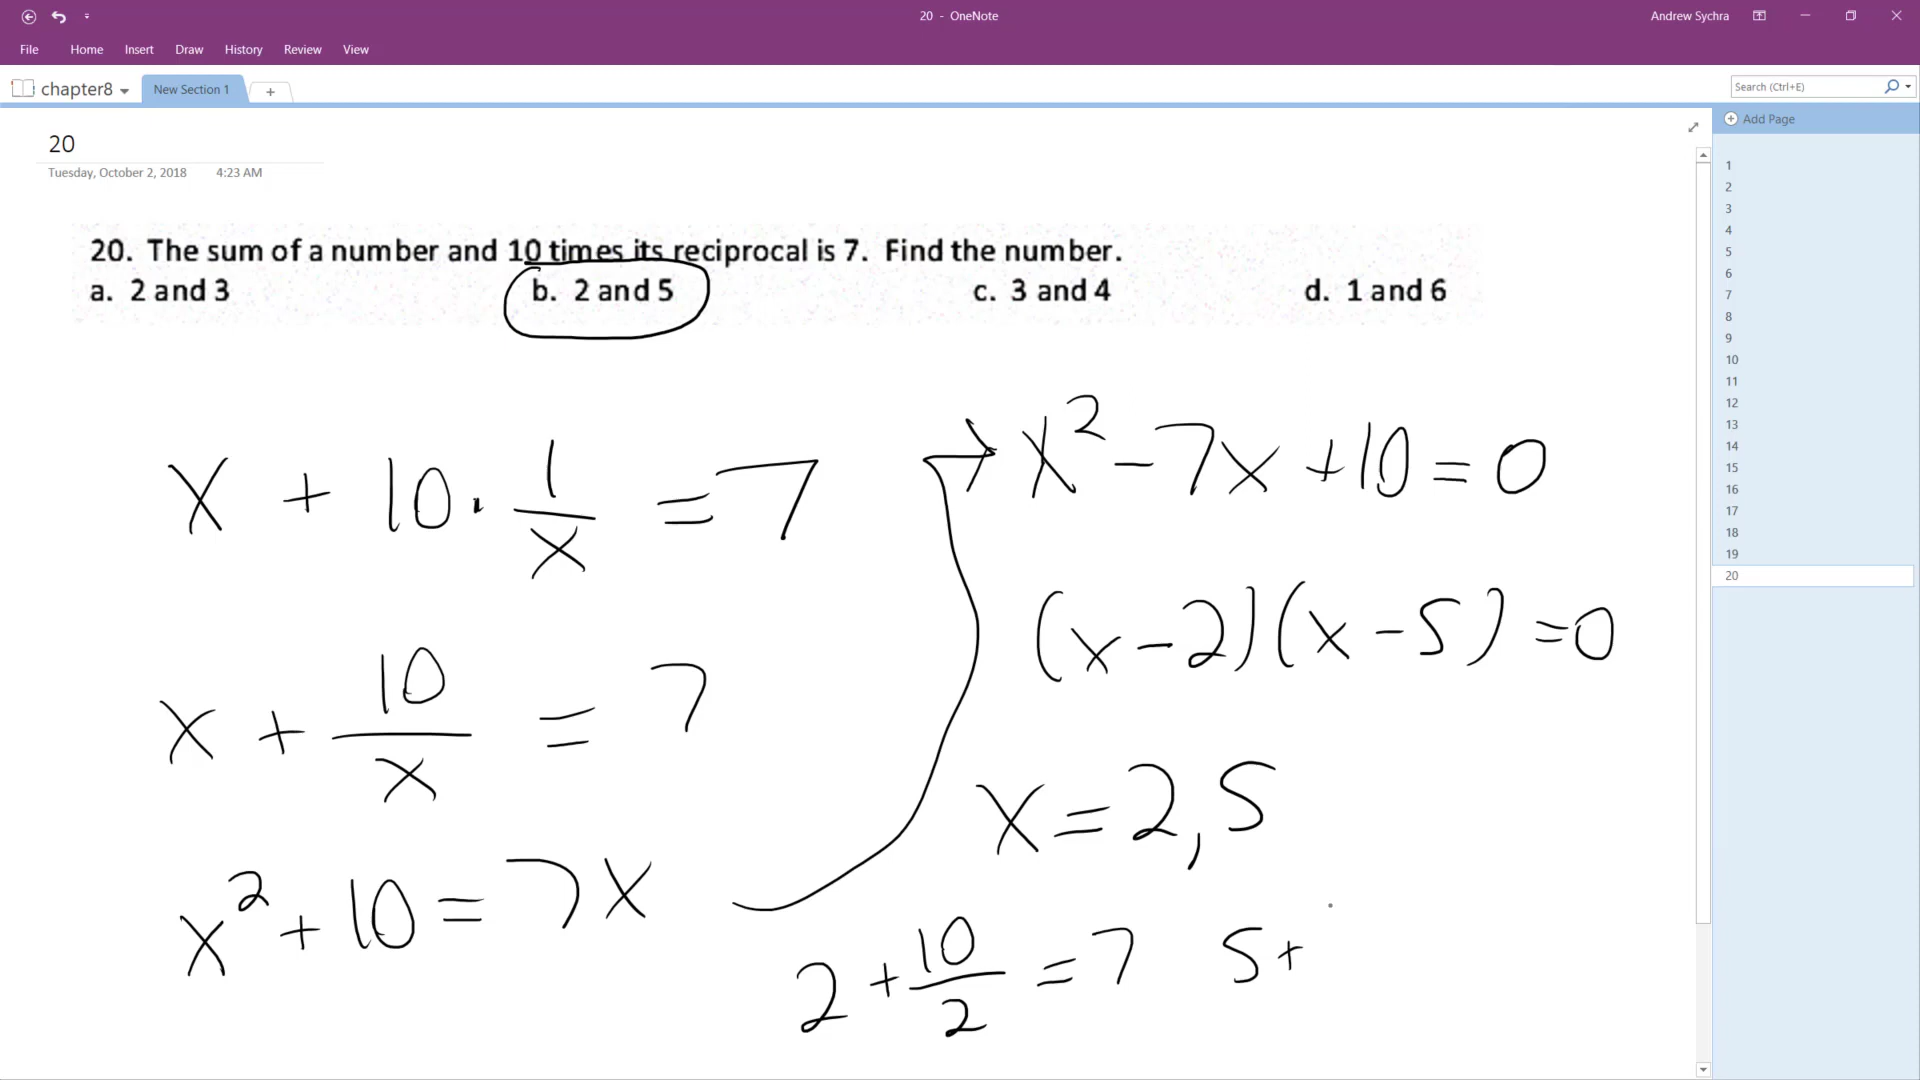 20 - OneNote
Andrew Sychra
File Home Insert Draw History Review View
chapter8
New Section 1
+
Search (Ctrl+E)
Add Page
20
Tuesday, October 2, 2018 4:23 AM
20. The sum of a number and 10 times its reciprocal is 7. Find the number.
a. 2 and 3 b. 2 and 5 c. 3 and 4 d. 1 and 6
x + 10 · 1/x = 7
x + 10/x = 7
x² + 10 = 7x
x² - 7x + 10 = 0
(x - 2)(x - 5) = 0
x = 2, 5
2 + 10/2 = 7 5 +
1
2
3
4
5
6
7
8
9
10
11
12
13
14
15
16
17
18
19
20